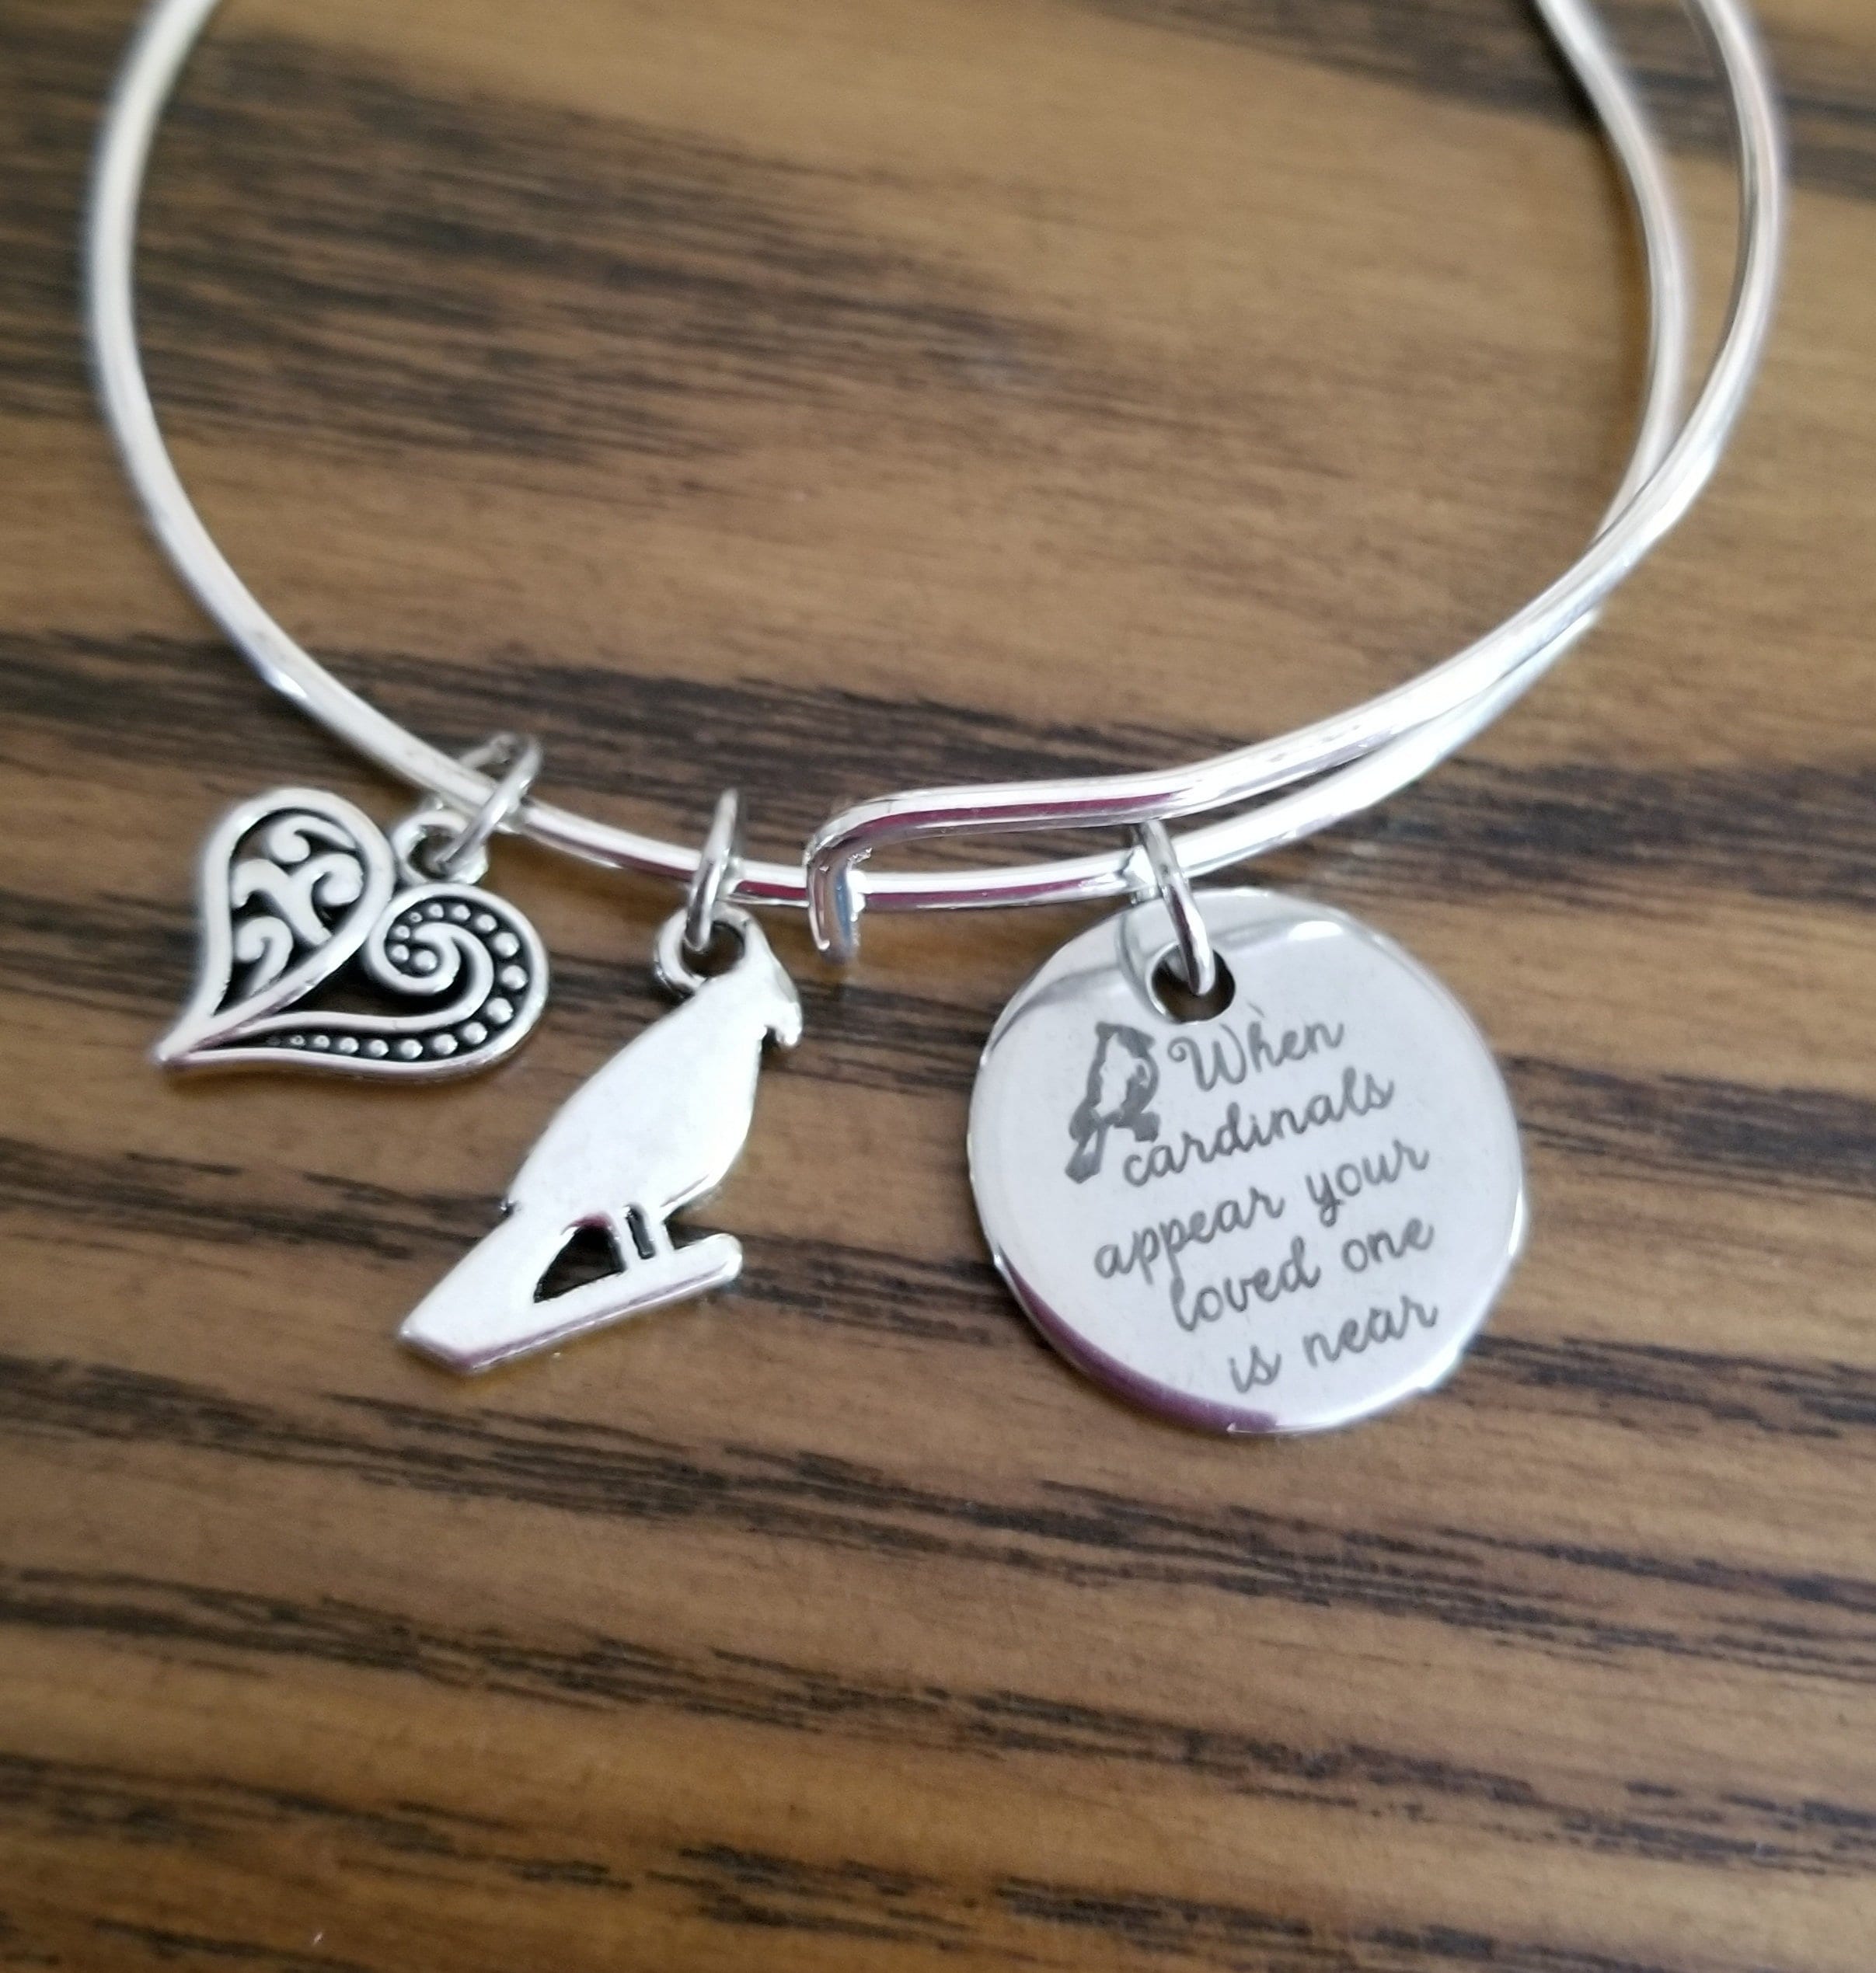 When
cardinals
appear your
loved one
is near